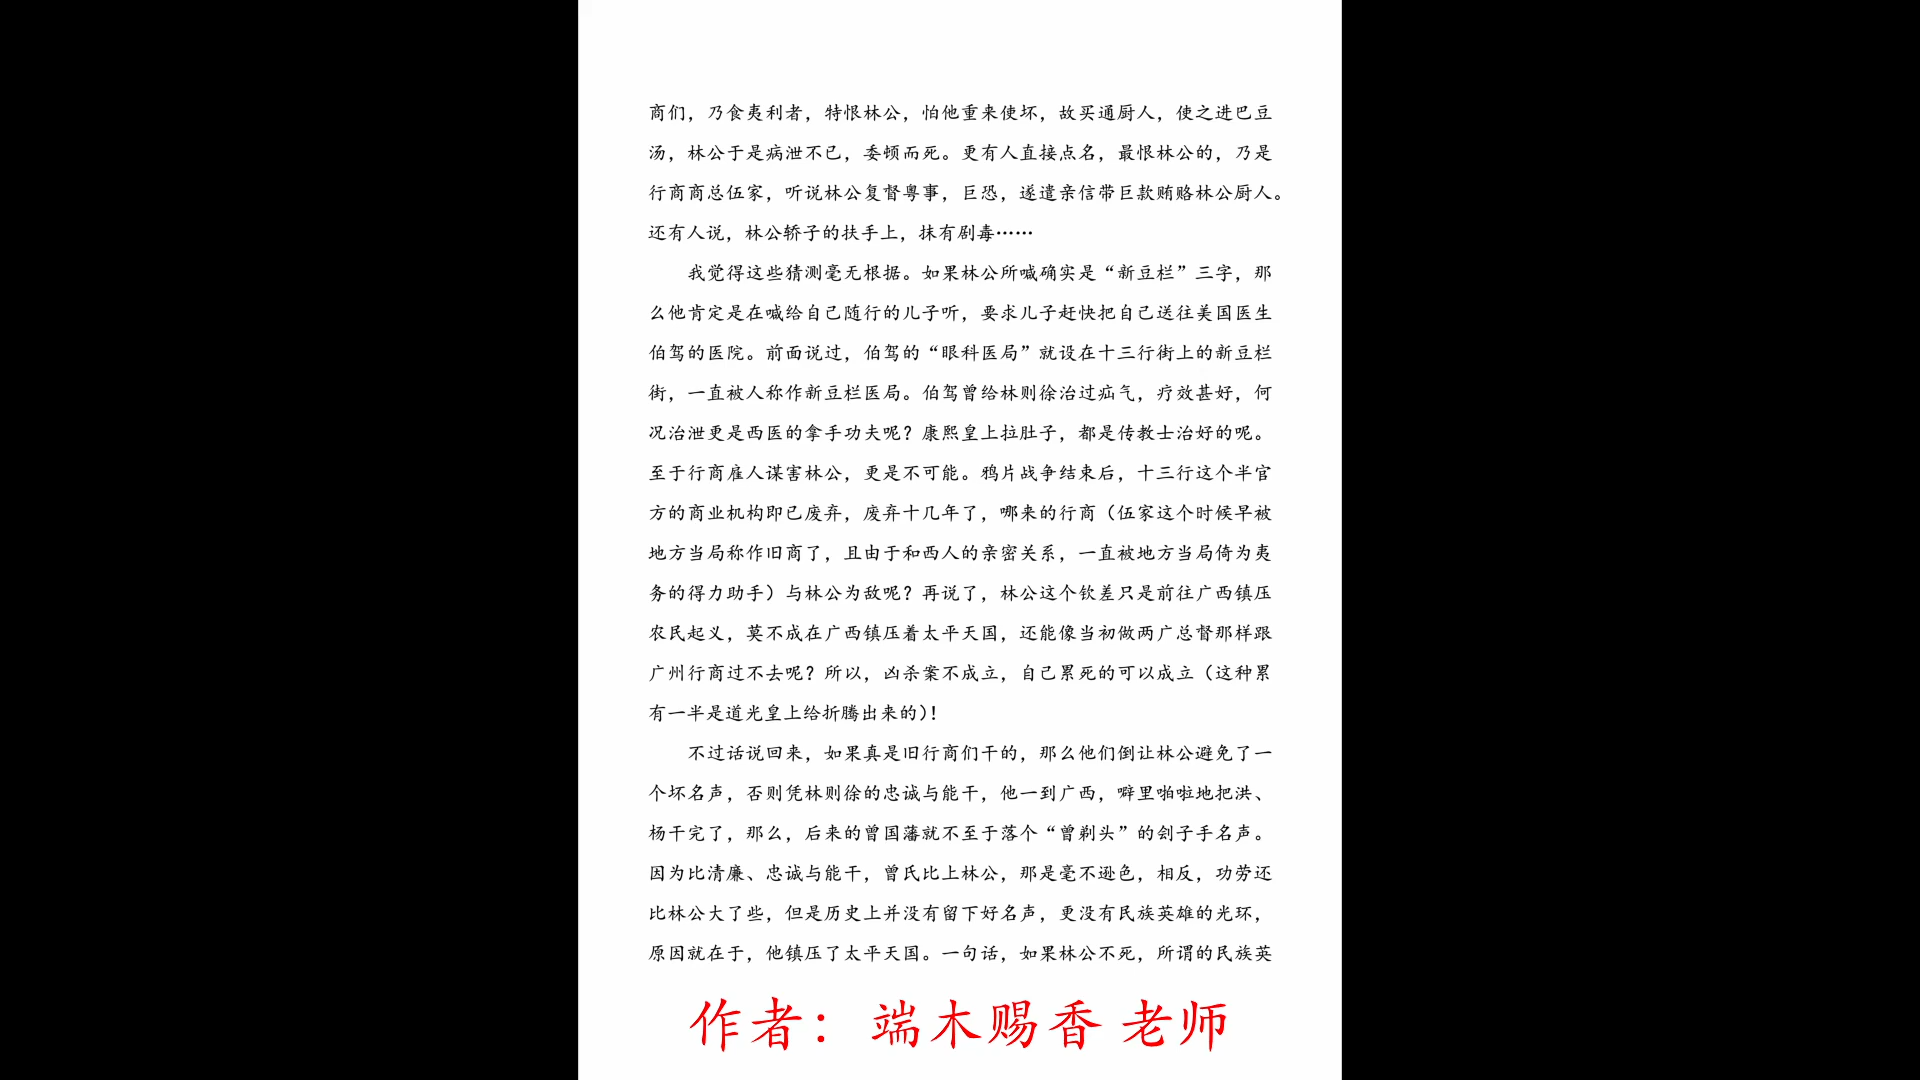 商们，乃食夷利者，特恨林公，怕他重来使坏，故买通厨人，使之进巴豆
汤，林公于是病泄不已，委顿而死。更有人直接点名，最恨林公的，乃是
行商商总伍家，听说林公复督粤事，巨恐，遂遣亲信带巨款贿赂林公厨人。
还有人说，林公轿子的扶手上，抹有剧毒……
我觉得这些猜测毫无根据。如果林公所喊确实是“新豆栏”三字，那
么他肯定是在喊给自己随行的儿子听，要求儿子赶快把自己送往美国医生
伯驾的医院。前面说过，伯驾的“眼科医局”就设在十三行街上的新豆栏
街，一直被人称作新豆栏医局。伯驾曾给林则徐治过疝气，疗效甚好，何
况治泄更是西医的拿手功夫呢？康熙皇上拉肚子，都是传教士治好的呢。
至于行商雇人谋害林公，更是不可能。鸦片战争结束后，十三行这个半官
方的商业机构即已废弃，废弃十几年了，哪来的行商（伍家这个时候早被
地方当局称作旧商了，且由于和西人的亲密关系，一直被地方当局倚为夷
务的得力助手）与林公为敌呢？再说了，林公这个钦差只是前往广西镇压
农民起义，莫不成在广西镇压着太平天国，还能像当初做两广总督那样跟
广州行商过不去呢？所以，凶杀案不成立，自己累死的可以成立（这种累
有一半是道光皇上给折腾出来的）！
不过话说回来，如果真是旧行商们干的，那么他们倒让林公避免了一
个坏名声，否则凭林则徐的忠诚与能干，他一到广西，噼里啪啦地把洪、
杨干完了，那么，后来的曾国藩就不至于落个“曾剃头”的刽子手名声。
因为比清廉、忠诚与能干，曾氏比上林公，那是毫不逊色，相反，功劳还
比林公大了些，但是历史上并没有留下好名声，更没有民族英雄的光环，
原因就在于，他镇压了太平天国。一句话，如果林公不死，所谓的民族英
作者：端木赐香 老师